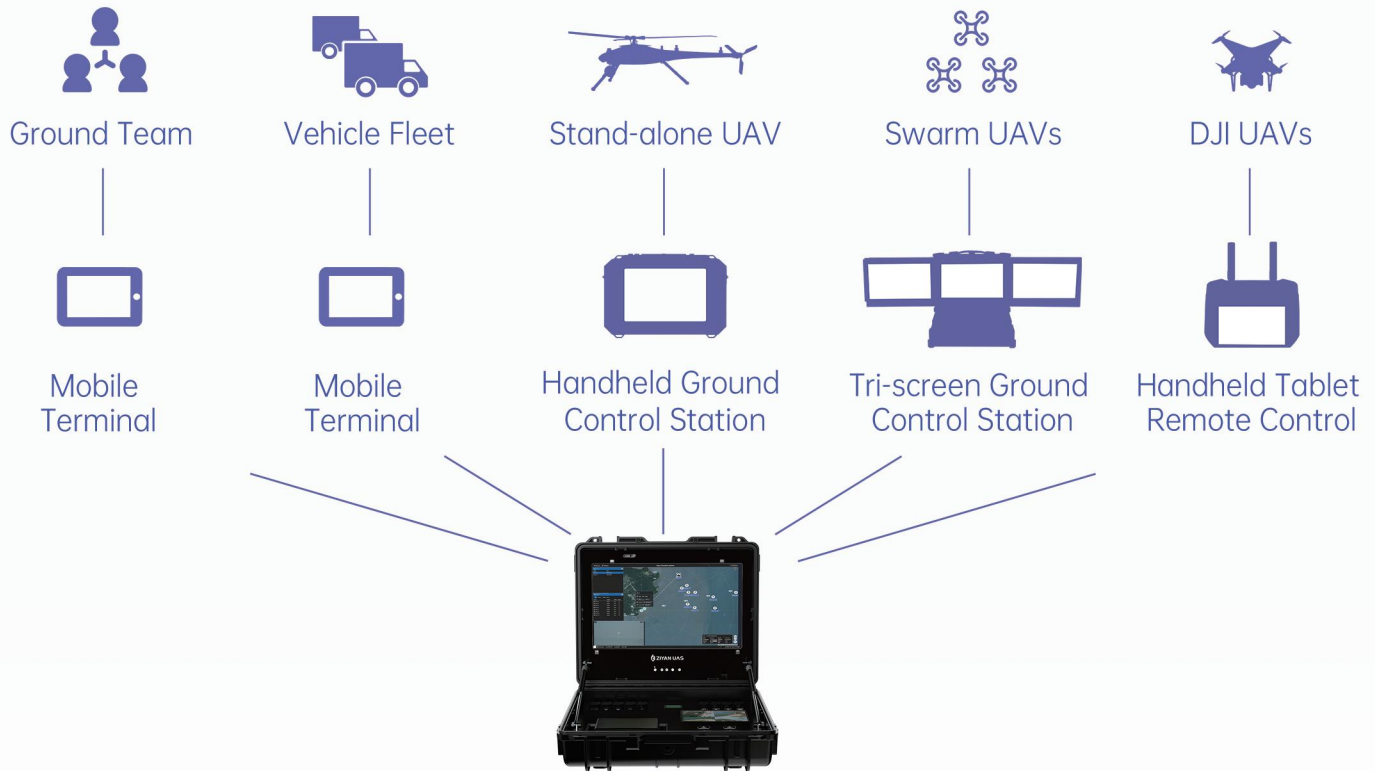 Ground Team
Vehicle Fleet
Stand-alone UAV
Swarm UAVs
DJI UAVs
Mobile
Terminal
Mobile
Terminal
Handheld Ground
Control Station
Tri-screen Ground
Control Station
Handheld Tablet
Remote Control
ZIYAN UAS